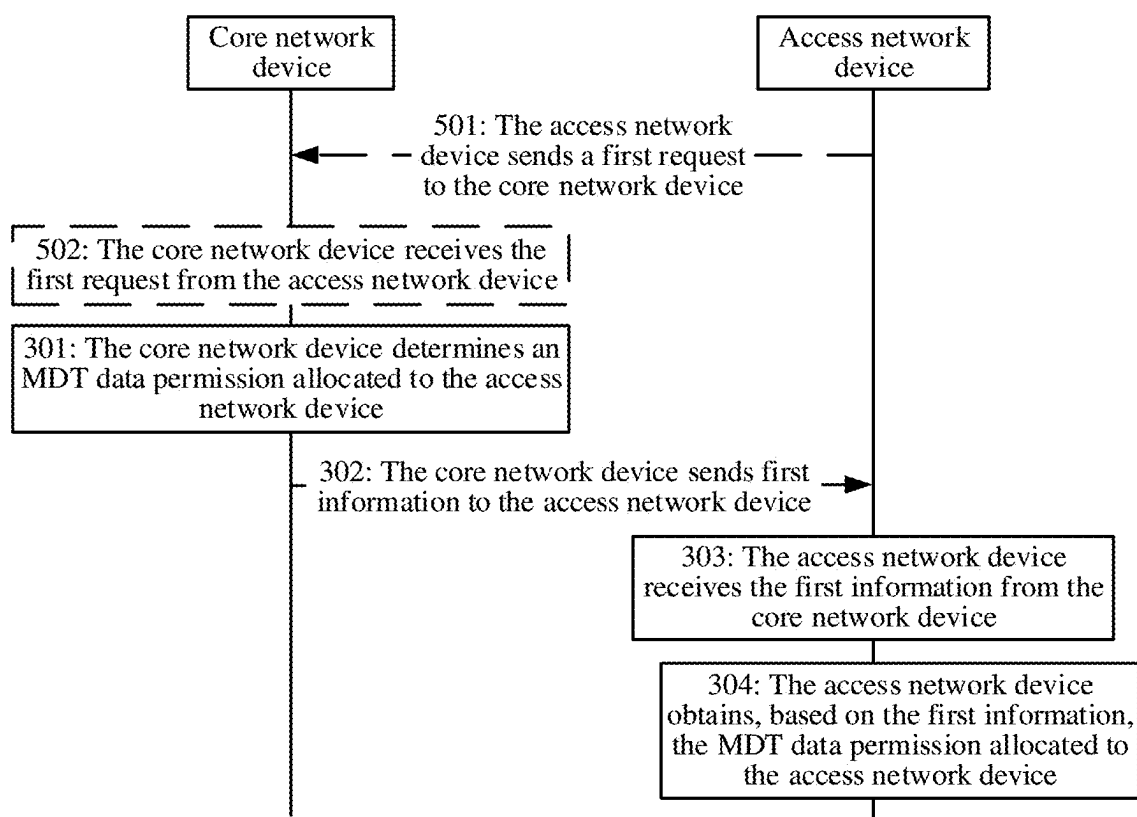 Core network
device
Access network
device
501: The access network
device sends a first request
to the core network device
502: The core network device receives the
first request from the access network device
301: The core network device determines an
MDT data permission allocated to the access
network device
302: The core network device sends first
information to the access network device
303: The access network device
receives the first information from the
core network device
304: The access network device
obtains, based on the first information,
the MDT data permission allocated to
the access network device